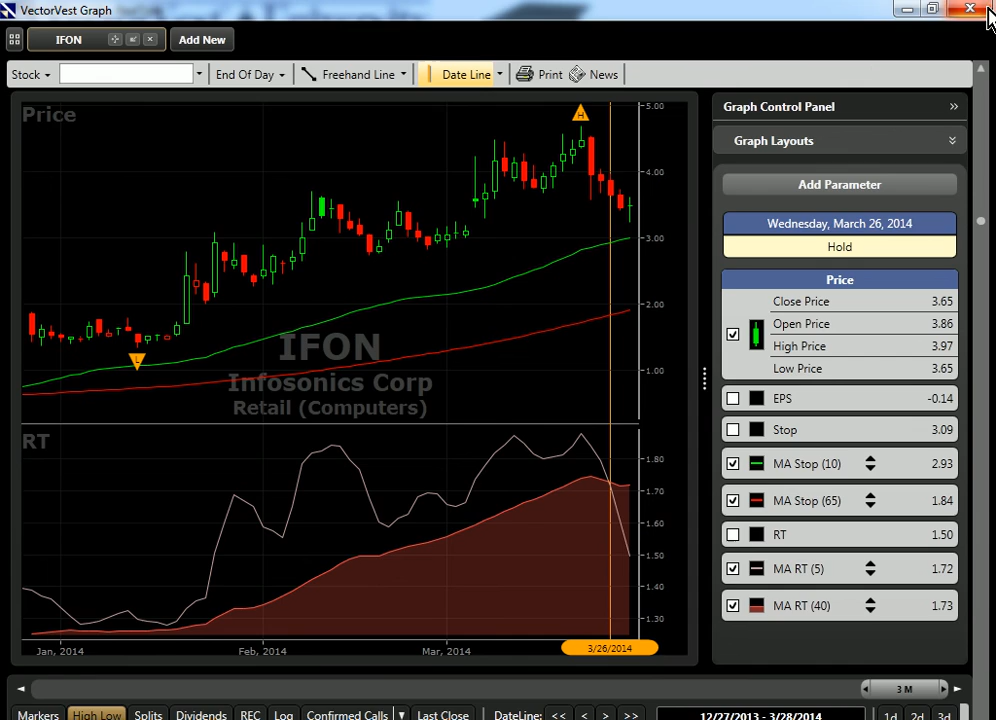 VectorVest Graph
IFON
Add New
Stock
End Of Day
Freehand Line
Date Line
Print
News
Price
5.00
4.00
3.00
2.00
1.00
IFON
Infosonics Corp
Retail (Computers)
RT
1.80
1.70
1.60
1.50
1.40
1.30
Jan, 2014
Feb, 2014
Mar, 2014
3/26/2014
H
L
Graph Control Panel
Graph Layouts
Add Parameter
Wednesday, March 26, 2014
Hold
Price
Close Price 3.65
Open Price 3.86
High Price 3.97
Low Price 3.65
EPS -0.14
Stop 3.09
MA Stop (10) 2.93
MA Stop (65) 1.84
RT 1.50
MA RT (5) 1.72
MA RT (40) 1.73
3 M
Markers High Low Splits Dividends REC Log Confirmed Calls Last Close DateLine: << < > >> 12/27/2013 - 3/28/2014 1d 2d 3d